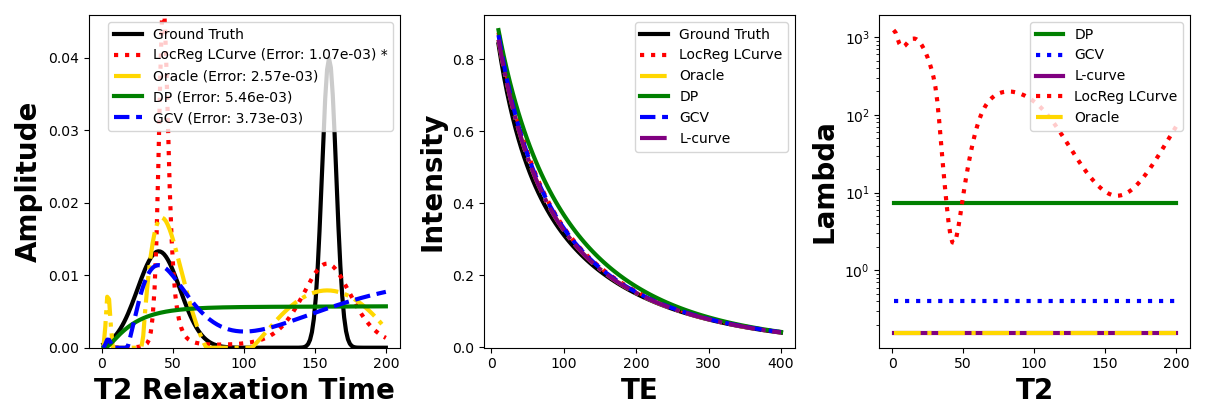 Amplitude
0.04
0.03
0.02
0.01
0.00
Ground Truth
LocReg LCurve (Error: 1.07e-03) *
Oracle (Error: 2.57e-03)
DP (Error: 5.46e-03)
GCV (Error: 3.73e-03)
0 50 100 150 200
T2 Relaxation Time
Intensity
0.8
0.6
0.4
0.2
0.0
Ground Truth
LocReg LCurve
Oracle
DP
GCV
L-curve
0 100 200 300 400
TE
Lambda
10³
10²
10¹
10⁰
DP
GCV
L-curve
LocReg LCurve
Oracle
0 50 100 150 200
T2